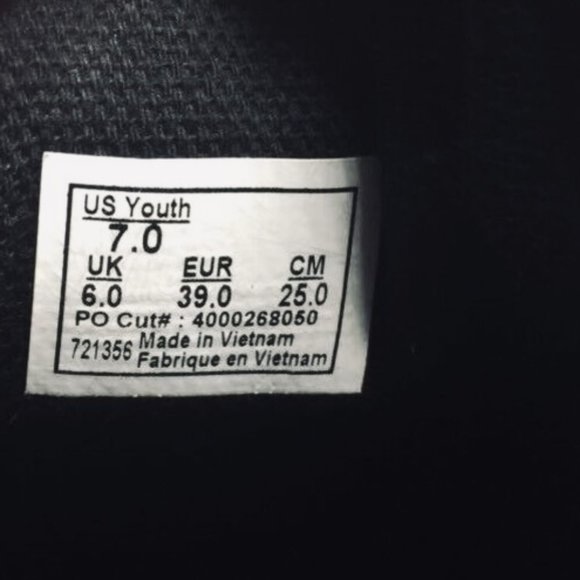 US Youth
7.0
UK EUR CM
6.0 39.0 25.0
PO Cut# : 4000268050
721356 Made in Vietnam
Fabrique en Vietnam